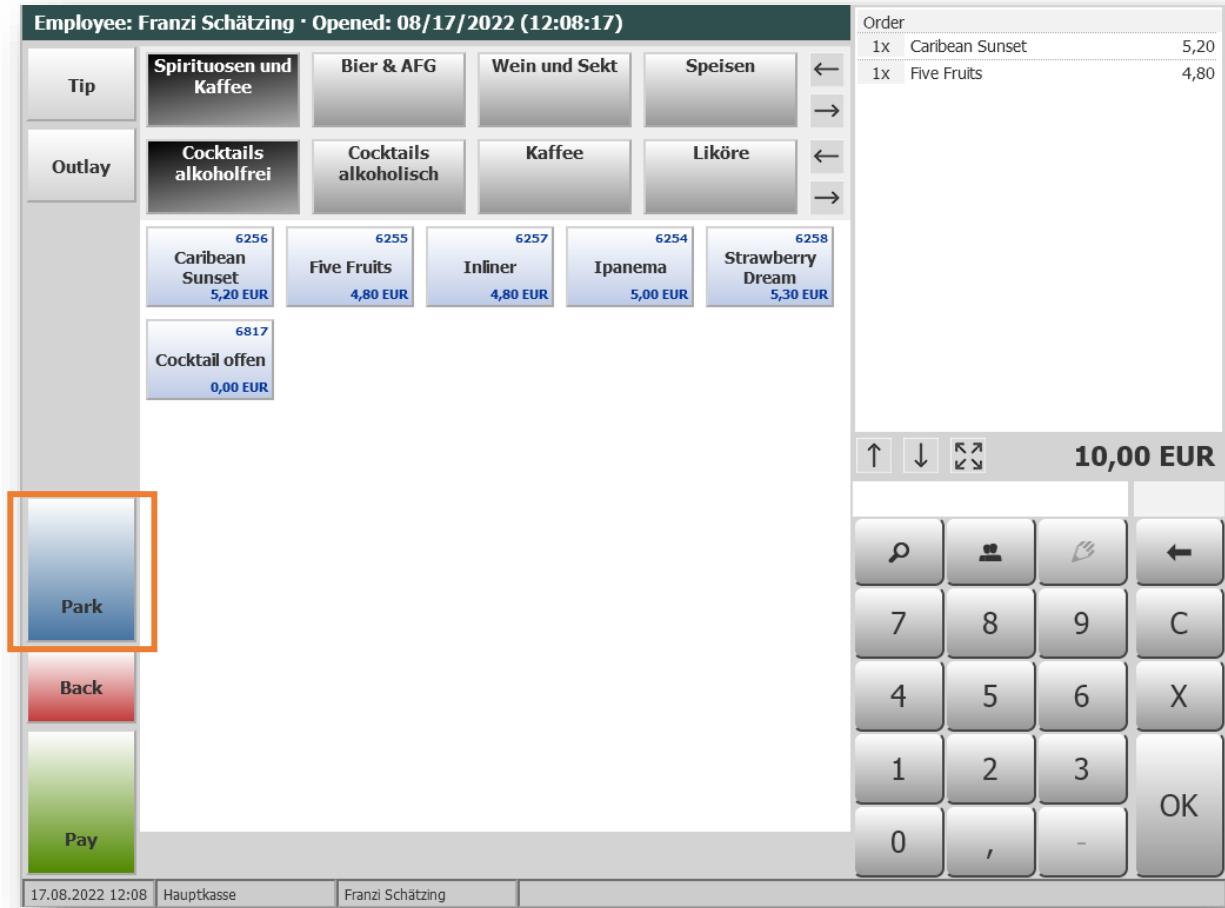 Employee: Franzi Schätzing · Opened: 08/17/2022 (12:08:17)
Tip
Outlay
Spirituosen und
Kaffee
Bier & AFG
Wein und Sekt
Speisen
←
→
Cocktails
alkoholfrei
Cocktails
alkoholisch
Kaffee
Liköre
←
→
6256
Caribean
Sunset
5,20 EUR
6255
Five Fruits
4,80 EUR
6257
Inliner
4,80 EUR
6254
Ipanema
5,00 EUR
6258
Strawberry
Dream
5,30 EUR
6817
Cocktail offen
0,00 EUR
Park
Back
Pay
Order
1x Caribean Sunset 5,20
1x Five Fruits 4,80
↑ ↓ 10,00 EUR
7 8 9 C
4 5 6 X
1 2 3
OK
0 , -
17.08.2022 12:08 Hauptkasse Franzi Schätzing